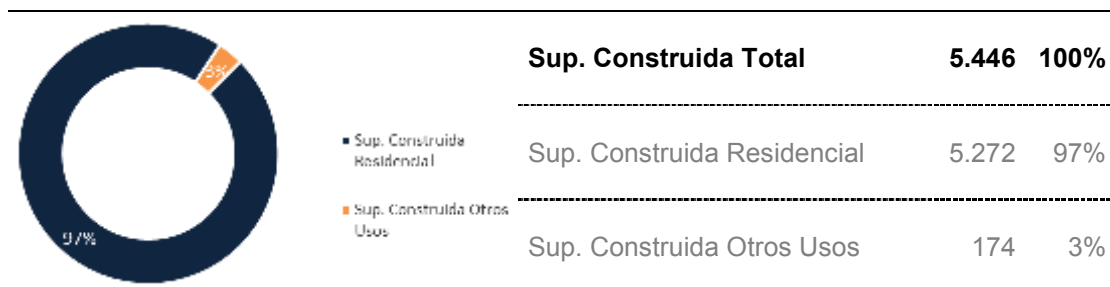 3%
97%
Sup. Construida
Residencial
Sup. Construida Otros
Usos
Sup. Construida Total 5.446 100%
Sup. Construida Residencial 5.272 97%
Sup. Construida Otros Usos 174 3%